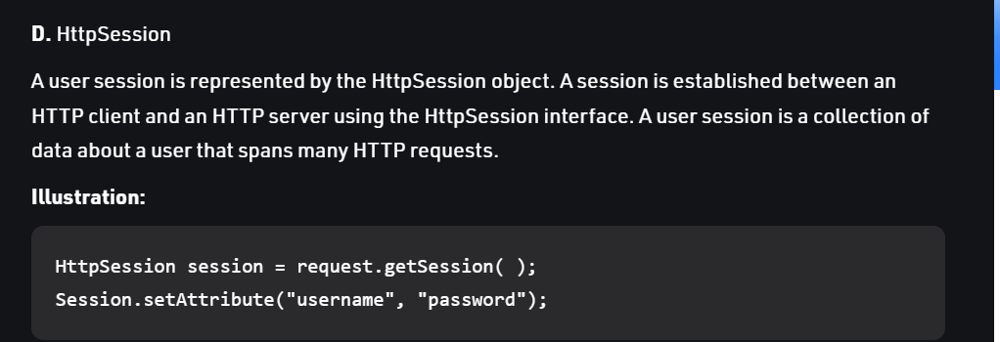 D. HttpSession
A user session is represented by the HttpSession object. A session is established between an
HTTP client and an HTTP server using the HttpSession interface. A user session is a collection of
data about a user that spans many HTTP requests.
Illustration:
HttpSession session = request.getSession( );
Session.setAttribute("username", "password");